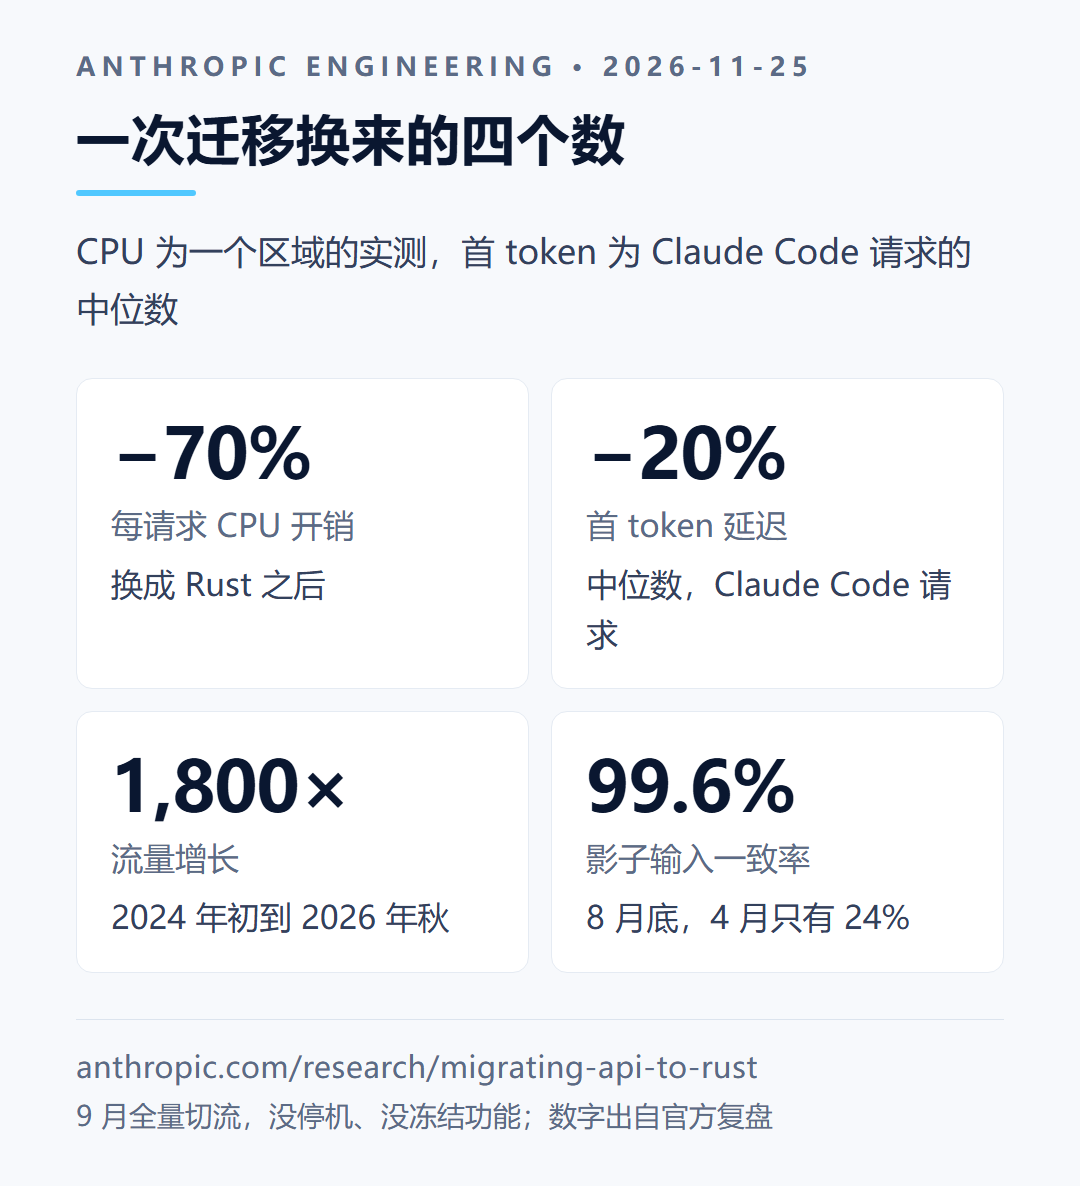 ANTHROPIC ENGINEERING • 2026-11-25
一次迁移换来的四个数
CPU 为一个区域的实测，首 token 为 Claude Code 请求的
中位数
−70%
每请求 CPU 开销
换成 Rust 之后
−20%
首 token 延迟
中位数，Claude Code 请
求
1,800×
流量增长
2024 年初到 2026 年秋
99.6%
影子输入一致率
8 月底，4 月只有 24%
anthropic.com/research/migrating-api-to-rust
9 月全量切流，没停机、没冻结功能；数字出自官方复盘